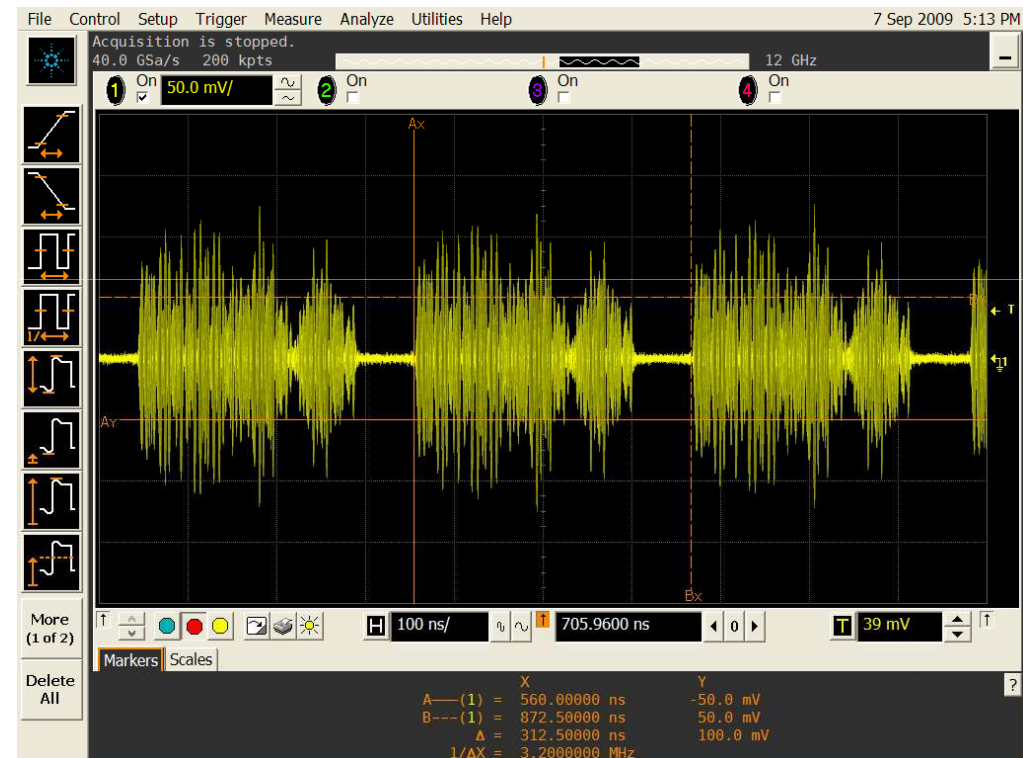 File Control Setup Trigger Measure Analyze Utilities Help 7 Sep 2009 5:13 PM
Acquisition is stopped.
40.0 GSa/s 200 kpts 12 GHz
1 On 50.0 mV/ 2 On 3 On 4 On
Ax
By
T
1
Ay
Bx
1/
More
(1 of 2)
Delete
All
H 100 ns/ 705.9600 ns 0 T 39 mV
Markers Scales
?
X Y
A——(1) = 560.00000 ns -50.0 mV
B---(1) = 872.50000 ns 50.0 mV
Δ = 312.50000 ns 100.0 mV
1/ΔX = 3.2000000 MHz